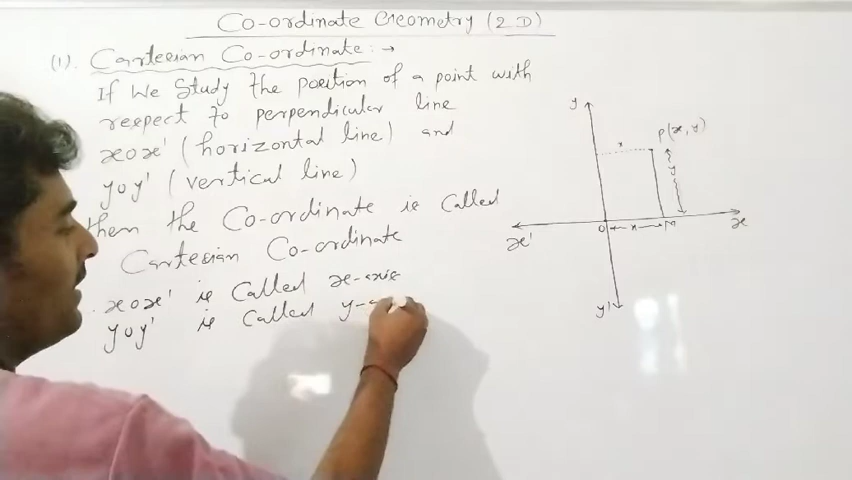 Co-ordinate Geometry (2D)
(1). Cartesian Co-ordinate :→
If We Study the position of a point with
respect to perpendicular line
xox' (horizontal line) and
yoy' (vertical line)
then the Co-ordinate is Called
Cartesian Co-ordinate
xox' is Called x-axis
yoy' is Called y-
y
P(x, y)
x
y
x'
O
x
M
x
y'